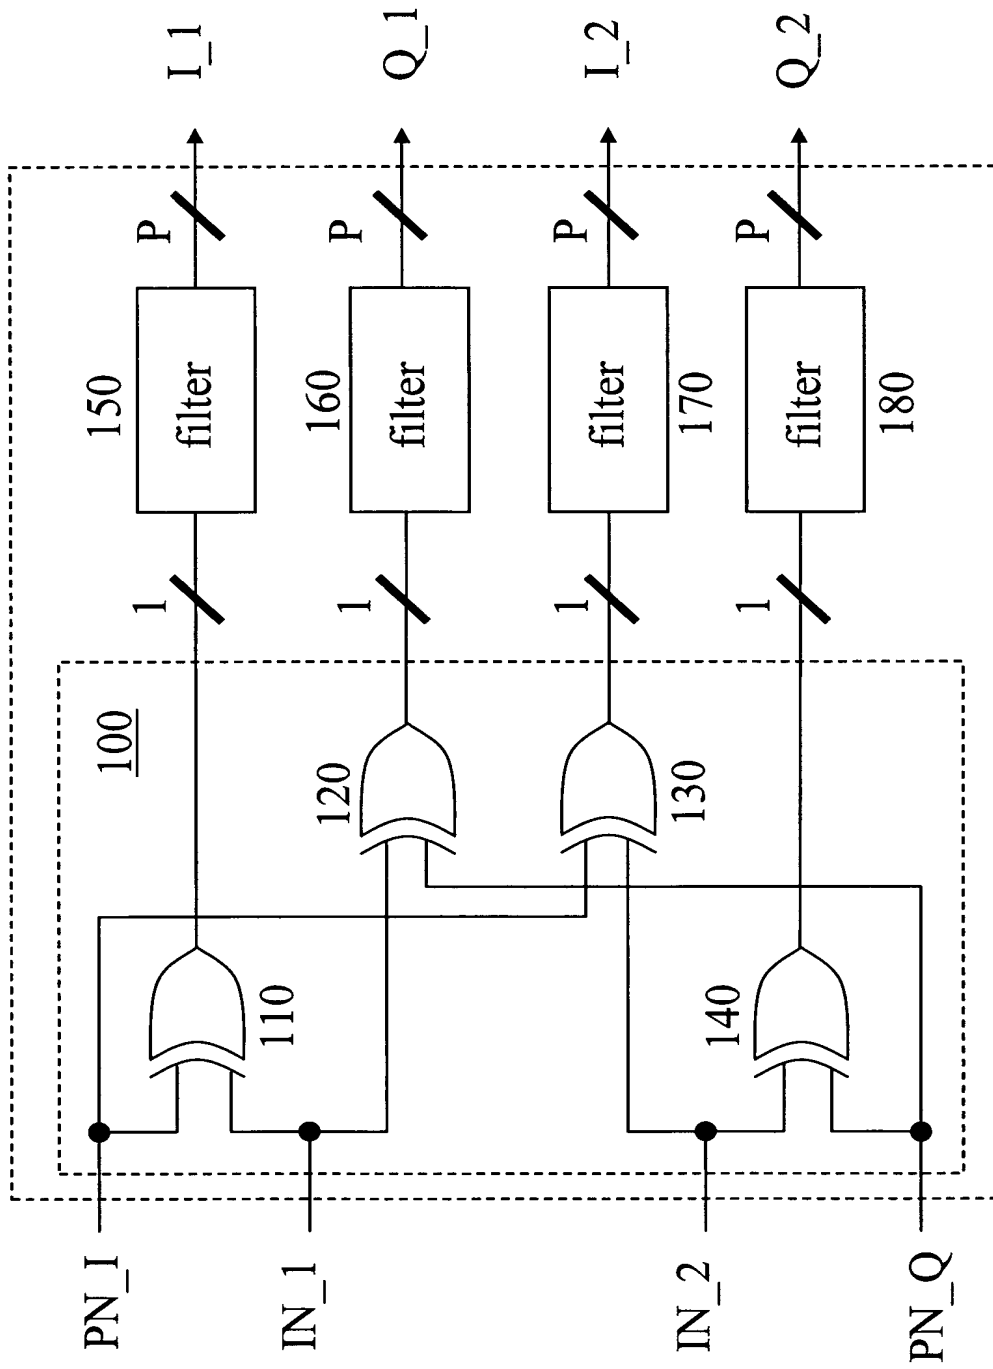 I_1
Q_1
I_2
Q_2
P
P
P
P
150
filter
160
filter
filter
170
filter
180
1
1
1
1
100
120
130
110
140
PN_I
IN_1
IN_2
PN_Q